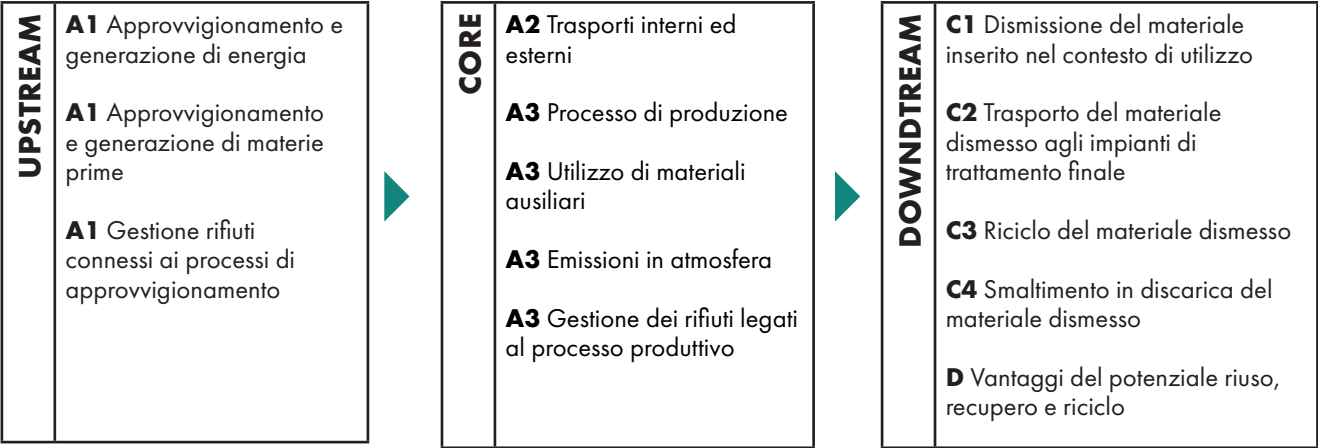 UPSTREAM
A1 Approvvigionamento e
generazione di energia
A1 Approvvigionamento
e generazione di materie
prime
A1 Gestione rifiuti
connessi ai processi di
approvvigionamento
CORE
A2 Trasporti interni ed
esterni
A3 Processo di produzione
A3 Utilizzo di materiali
ausiliari
A3 Emissioni in atmosfera
A3 Gestione dei rifiuti legati
al processo produttivo
DOWNDTREAM
C1 Dismissione del materiale
inserito nel contesto di utilizzo
C2 Trasporto del materiale
dismesso agli impianti di
trattamento finale
C3 Riciclo del materiale dismesso
C4 Smaltimento in discarica del
materiale dismesso
D Vantaggi del potenziale riuso,
recupero e riciclo